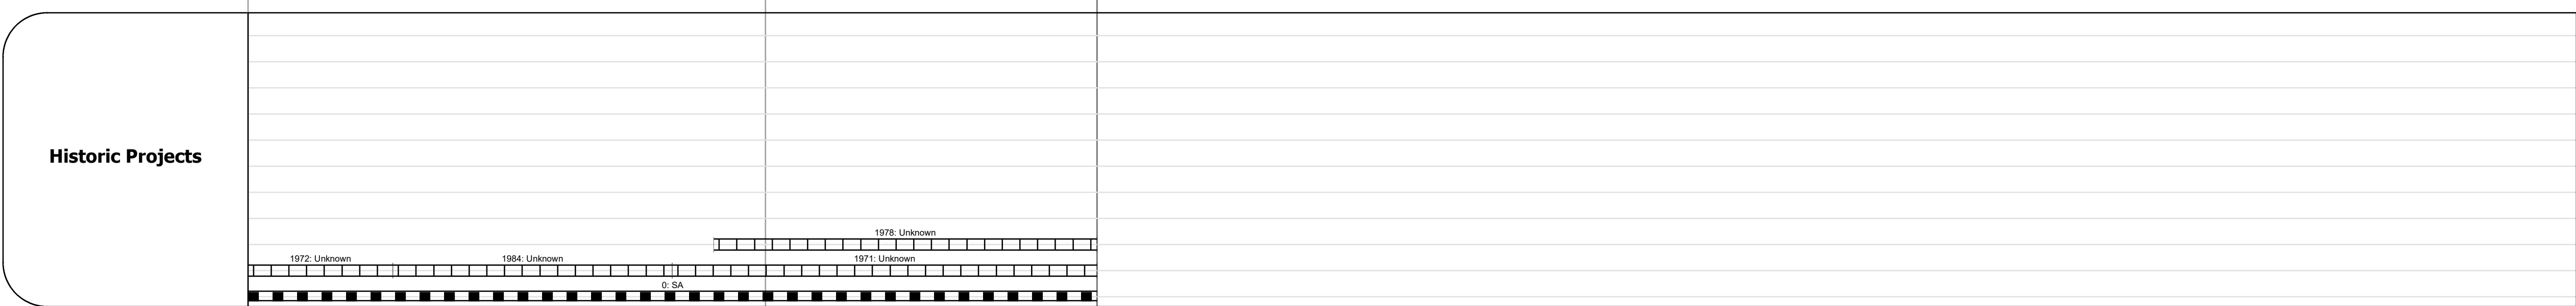 Historic Projects
1978: Unknown
1972: Unknown
1984: Unknown
1971: Unknown
0: SA